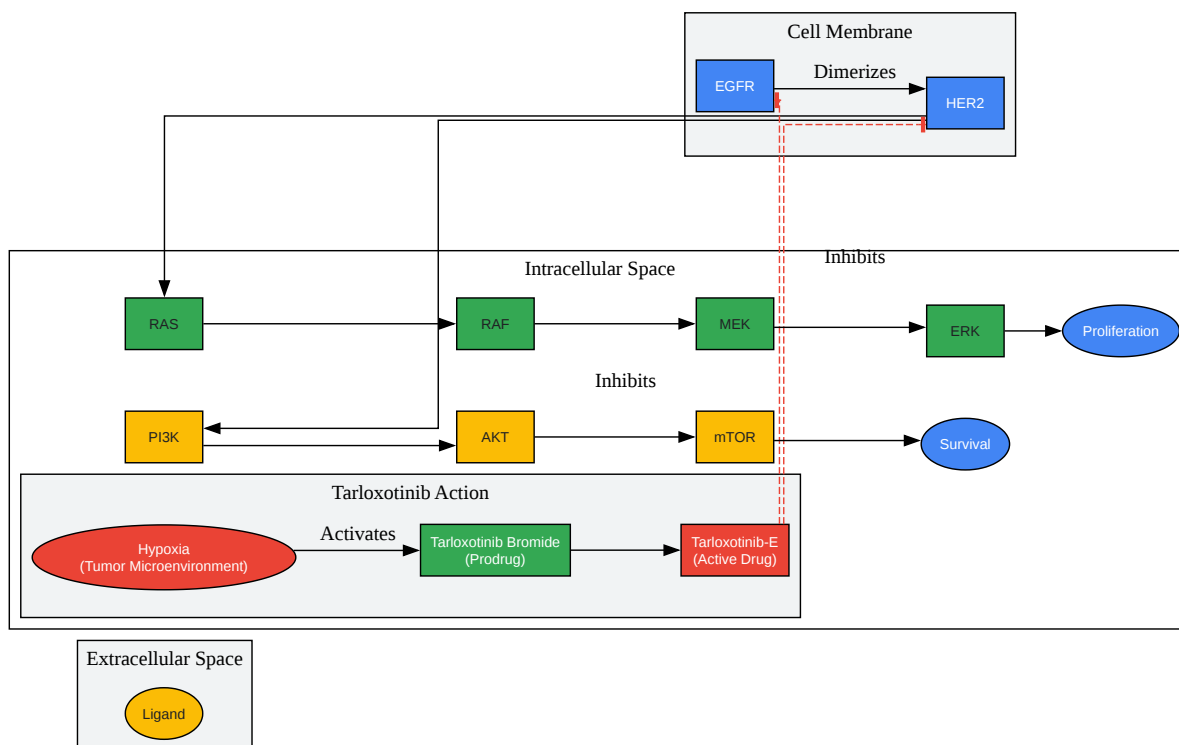 Cell Membrane
EGFR
Dimerizes
HER2
Inhibits
Intracellular Space
RAS
RAF
MEK
ERK
Proliferation
Inhibits
PI3K
AKT
mTOR
Survival
Tarloxotinib Action
Hypoxia
(Tumor Microenvironment)
Activates
Tarloxotinib Bromide
(Prodrug)
Tarloxotinib-E
(Active Drug)
Extracellular Space
Ligand